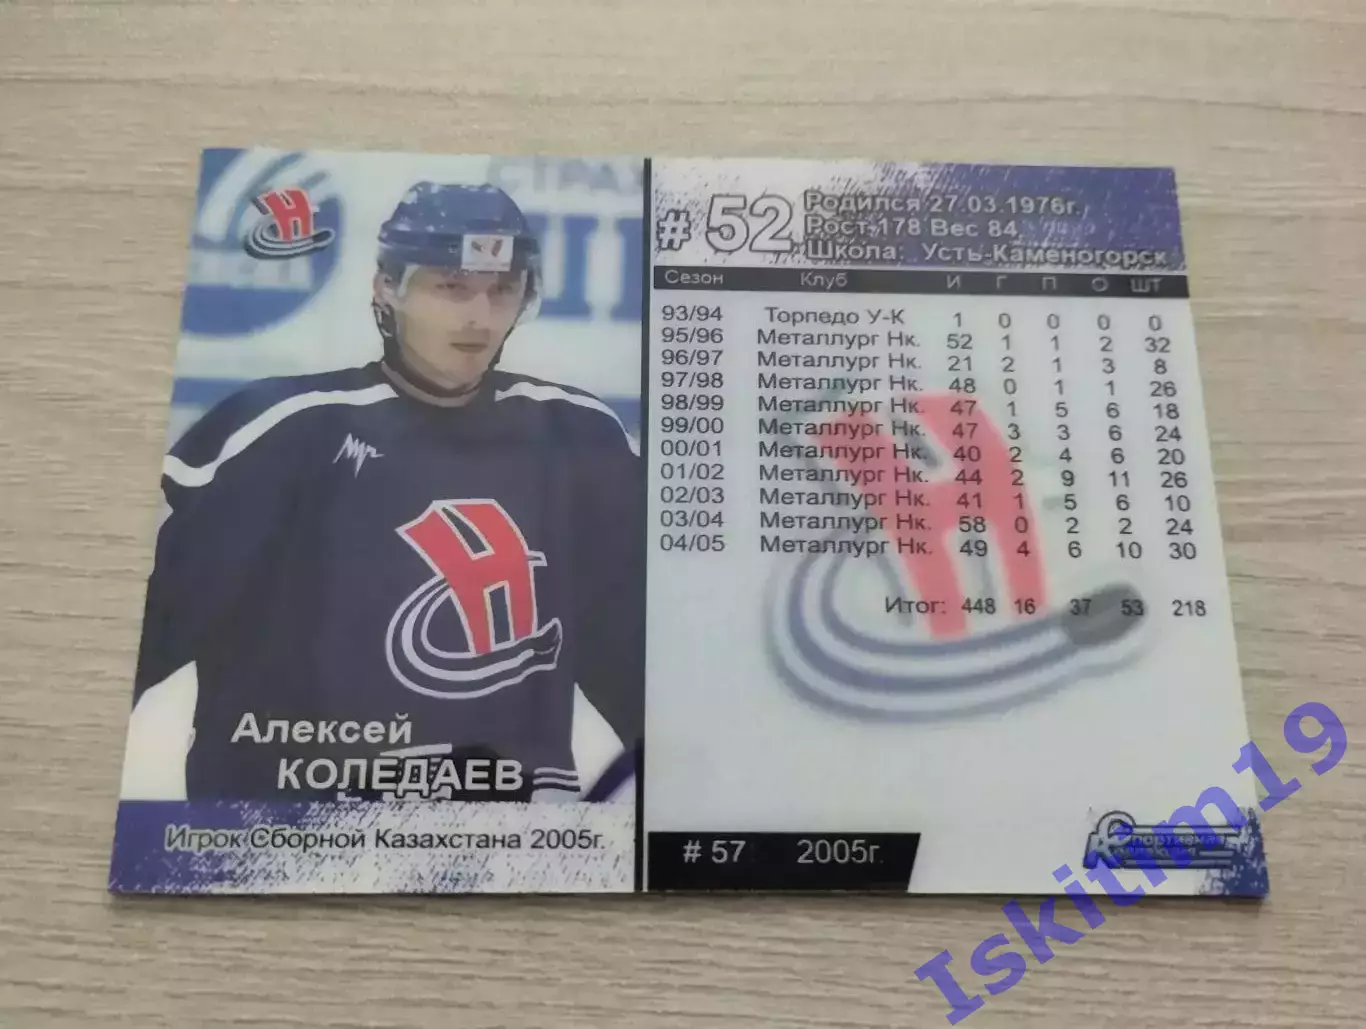 СТРАХ
Луч
Алексей
КОЛЕДАЕВ
Игрок Сборной Казахстана 2005г.
# 52
Родился 27.03.1976г.
Рост 178 Вес 84
Школа: Усть-Каменогорск
Сезон Клуб И Г П О ШТ
93/94 Торпедо У-К 1 0 0 0 0
95/96 Металлург Нк. 52 1 1 2 32
96/97 Металлург Нк. 21 2 1 3 8
97/98 Металлург Нк. 48 0 1 1 26
98/99 Металлург Нк. 47 1 5 6 18
99/00 Металлург Нк. 47 3 3 6 24
00/01 Металлург Нк. 40 2 4 6 20
01/02 Металлург Нк. 44 2 9 11 26
02/03 Металлург Нк. 41 1 5 6 10
03/04 Металлург Нк. 58 0 2 2 24
04/05 Металлург Нк. 49 4 6 10 30
Итог: 448 16 37 53 218
# 57 2005г.
Спортивная
Iskitim19